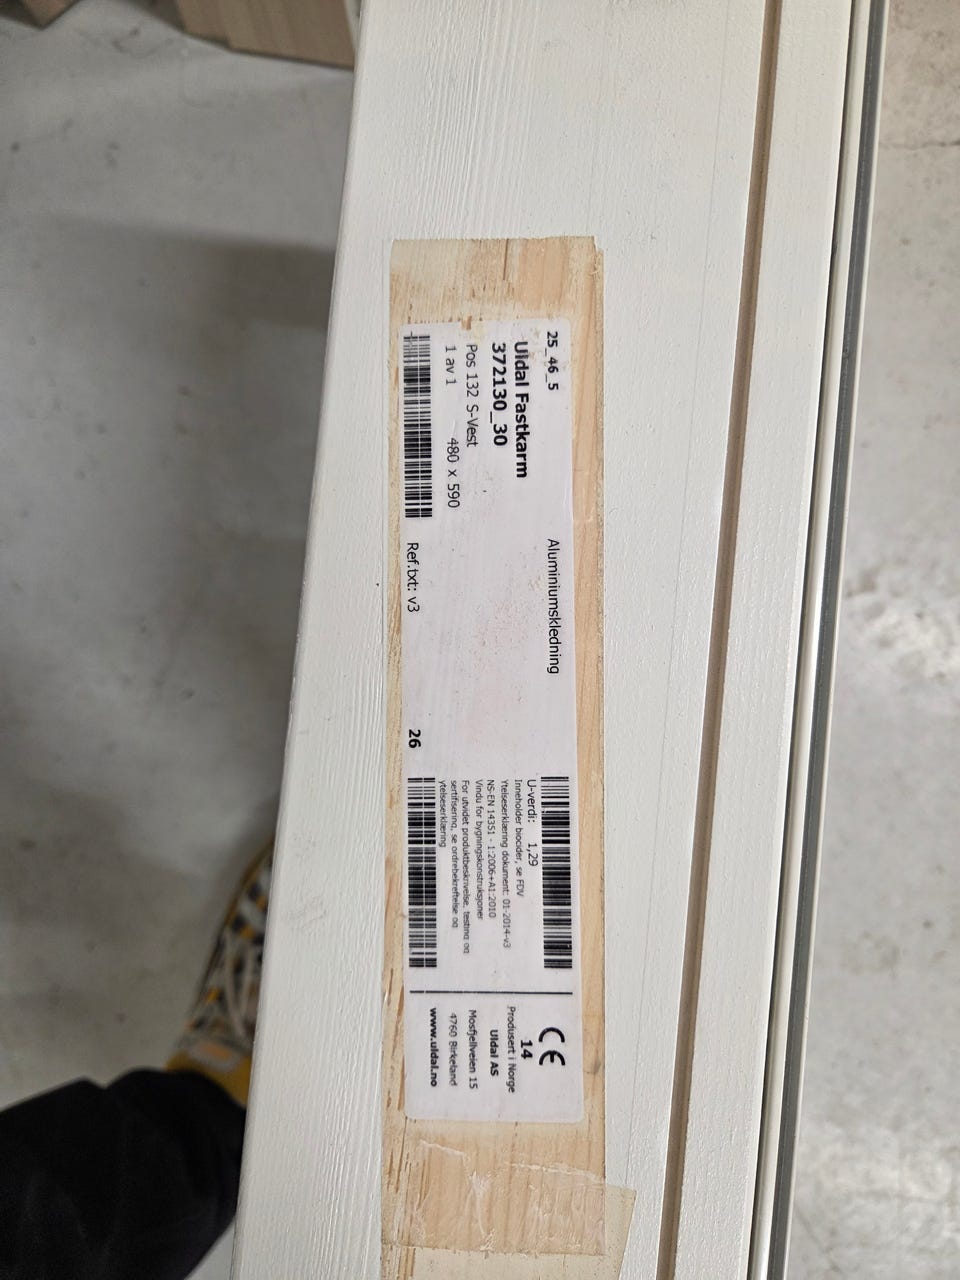 25_46_5
Aluminiumskledning
Uldal Fastkarm
372130_30
Pos 132 S-Vest
1 av 1
480 x 590
Ref.txt: v3
26
U-verdi: 1,29
Inneholder biocider, se FDV
Ytelseserklæring dokument: 01-2014-v3
NS-EN 14351 - 1:2006+A1:2010
Vindu for bygningskonstruksjoner
For utvidet produktbeskrivelse, testing og
sertifisering, se ordrebekreftelse og
ytelseserklæring
CE
14
Produsert i Norge
Uldal AS
Mosfjellveien 15
4760 Birkeland
www.uldal.no